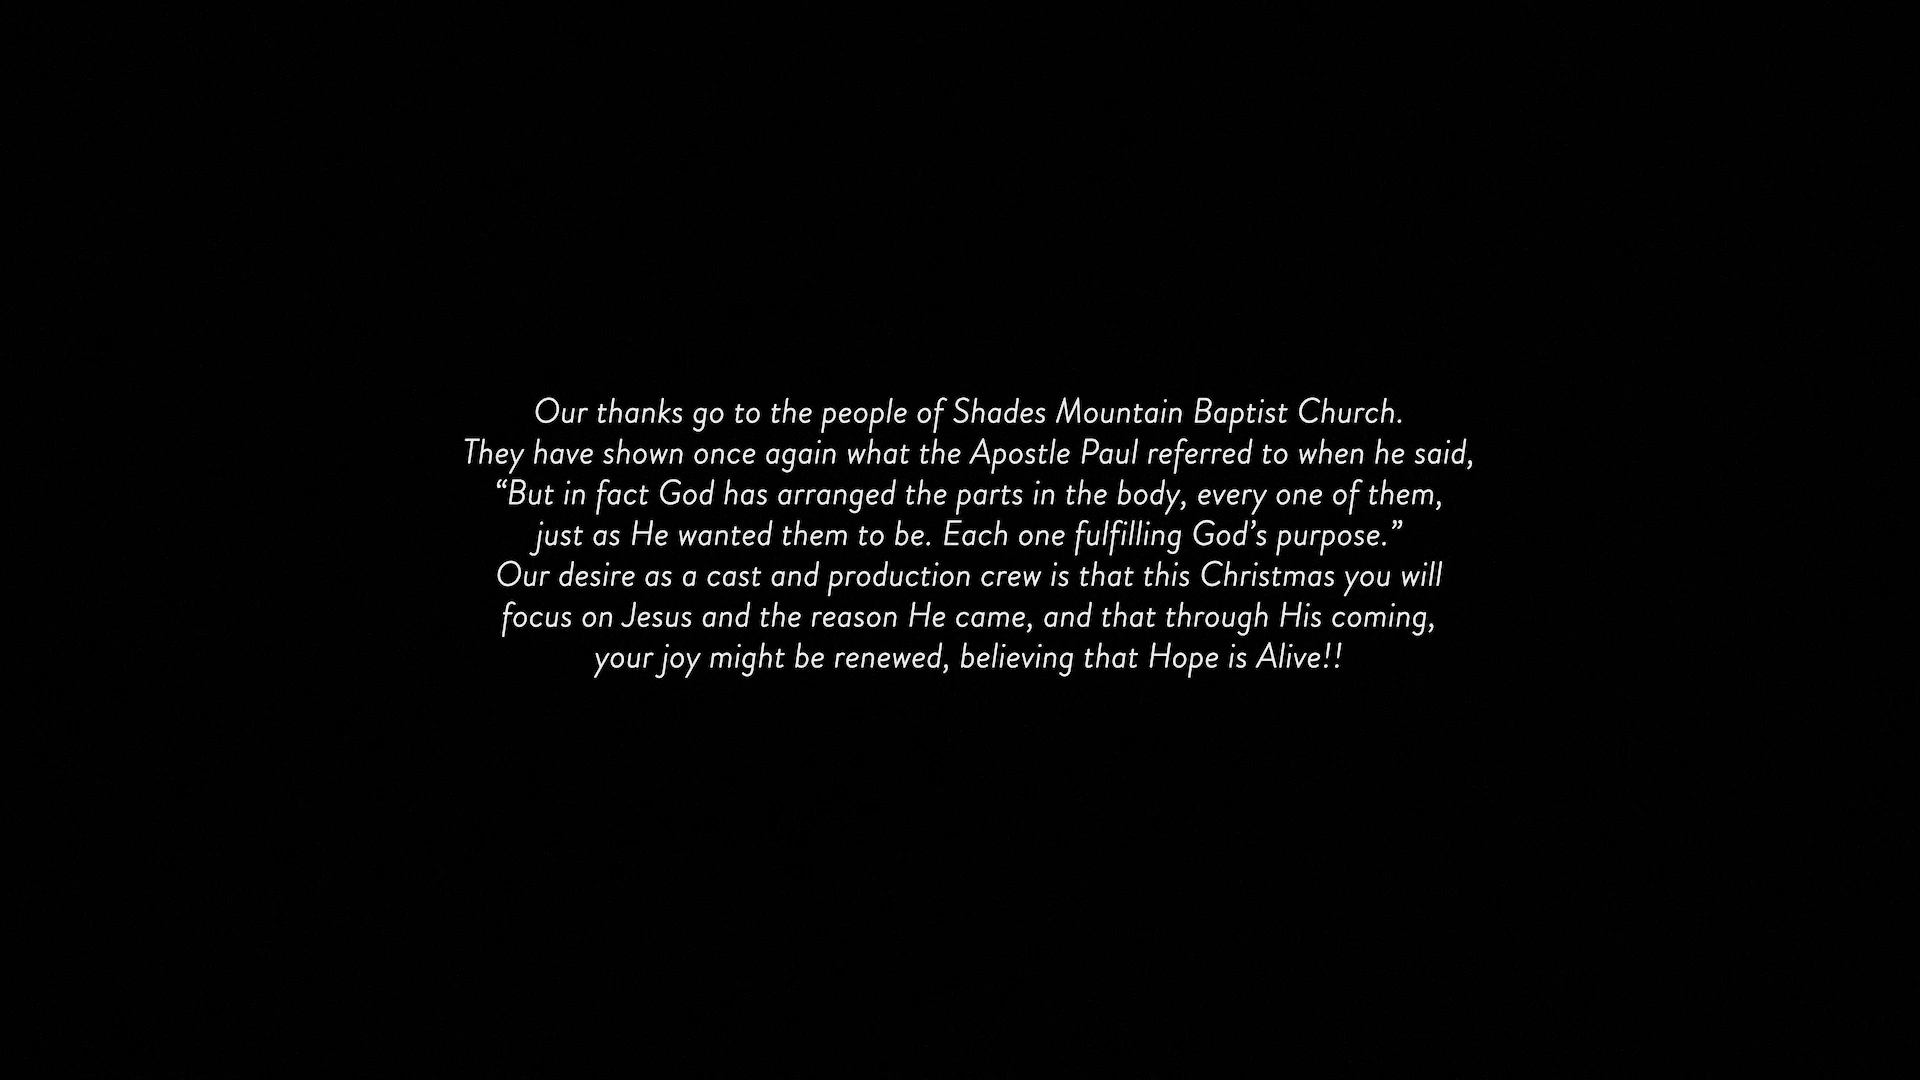 Our thanks go to the people of Shades Mountain Baptist Church.
They have shown once again what the Apostle Paul referred to when he said,
“But in fact God has arranged the parts in the body, every one of them,
just as He wanted them to be. Each one fulfilling God’s purpose.”
Our desire as a cast and production crew is that this Christmas you will
focus on Jesus and the reason He came, and that through His coming,
your joy might be renewed, believing that Hope is Alive!!